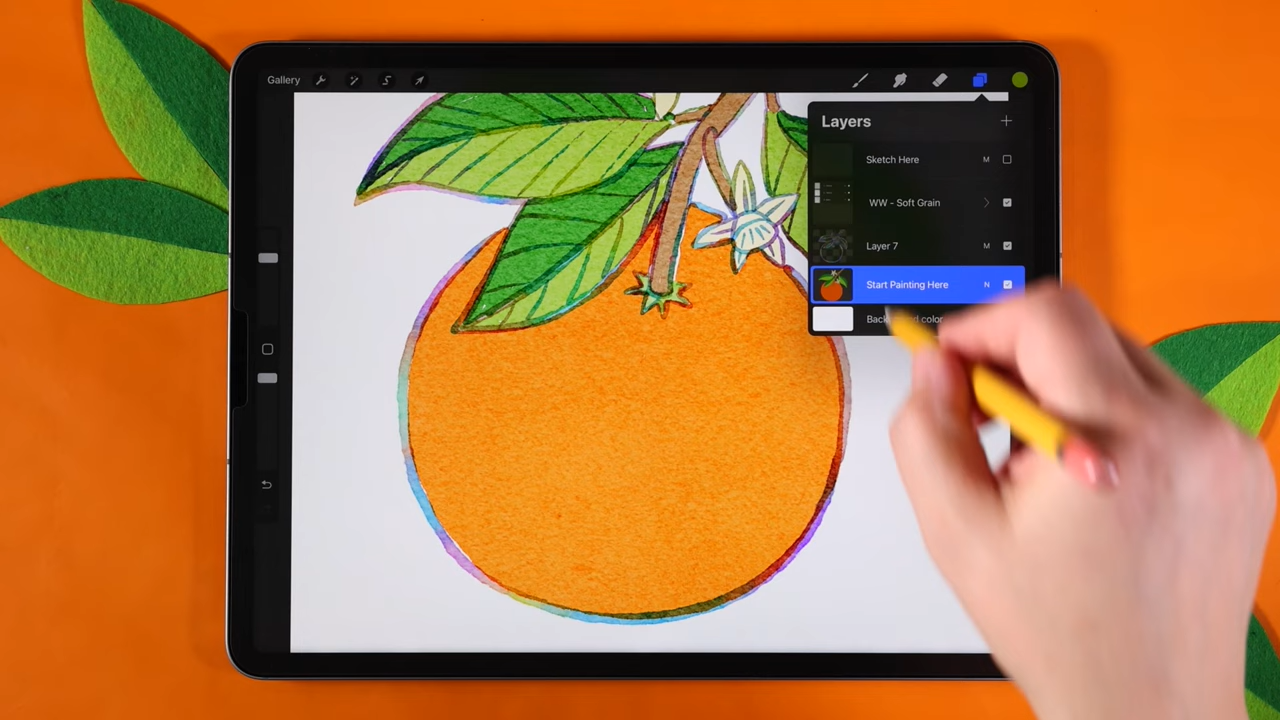 Gallery
Layers
Sketch Here M
WW - Soft Grain
Layer 7 M
Start Painting Here N